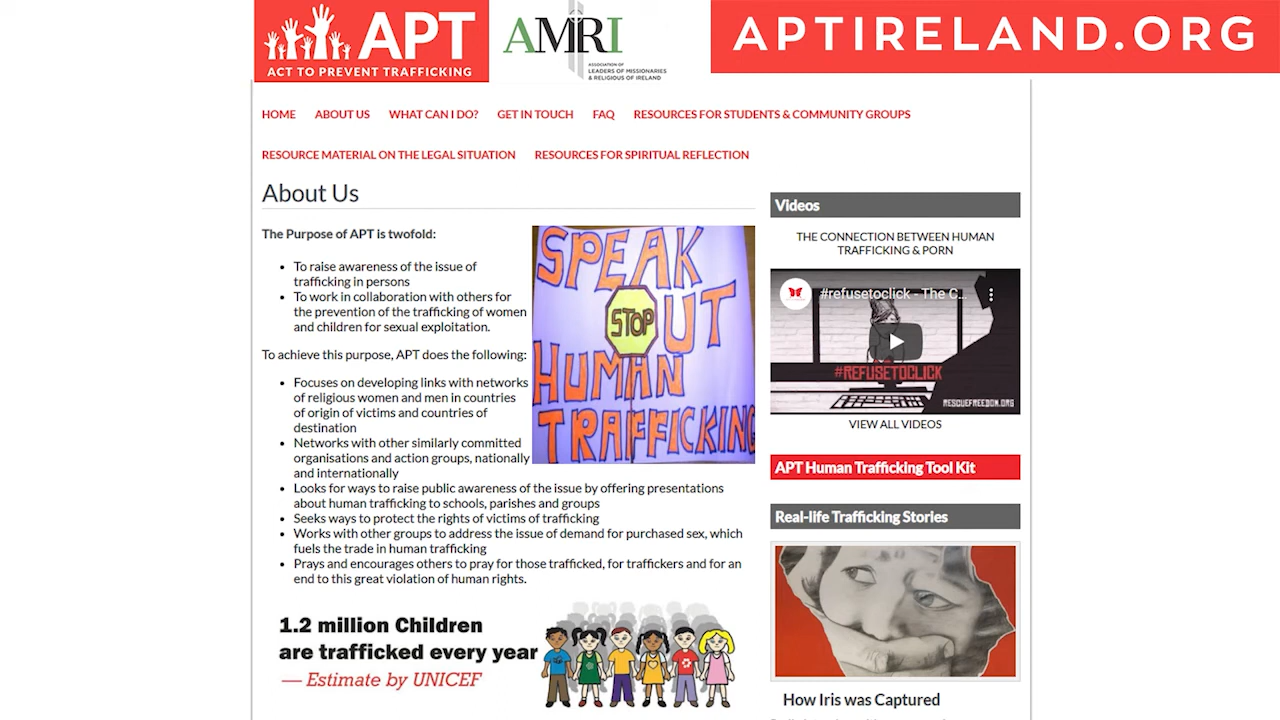 APT
ACT TO PREVENT TRAFFICKING
AMRI
ASSOCIATION OF
LEADERS OF MISSIONARIES
& RELIGIOUS OF IRELAND
APTIRELAND.ORG
HOME ABOUT US WHAT CAN I DO? GET IN TOUCH FAQ RESOURCES FOR STUDENTS & COMMUNITY GROUPS
RESOURCE MATERIAL ON THE LEGAL SITUATION RESOURCES FOR SPIRITUAL REFLECTION
About Us
The Purpose of APT is twofold:
• To raise awareness of the issue of
trafficking in persons
• To work in collaboration with others for
the prevention of the trafficking of women
and children for sexual exploitation.
To achieve this purpose, APT does the following:
• Focuses on developing links with networks
of religious women and men in countries
of origin of victims and countries of
destination
• Networks with other similarly committed
organisations and action groups, nationally
and internationally
• Looks for ways to raise public awareness of the issue by offering presentations
about human trafficking to schools, parishes and groups
• Seeks ways to protect the rights of victims of trafficking
• Works with other groups to address the issue of demand for purchased sex, which
fuels the trade in human trafficking
• Prays and encourages others to pray for those trafficked, for traffickers and for an
end to this great violation of human rights.
SPEAK
STOP OUT
HUMAN
TRAFFICKING
1.2 million Children
are trafficked every year
— Estimate by UNICEF
Videos
THE CONNECTION BETWEEN HUMAN
TRAFFICKING & PORN
#refusetoclick - The C...
#REFUSETOCLICK
RESCUEFREEDOM.ORG
VIEW ALL VIDEOS
APT Human Trafficking Tool Kit
Real-life Trafficking Stories
How Iris was Captured